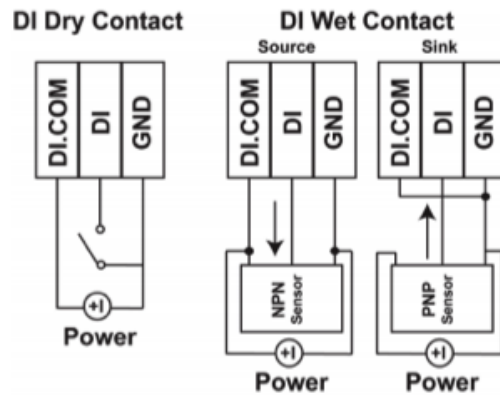 DI Dry Contact
DI Wet Contact
Source
Sink
DI.COM
DI
GND
DI.COM
DI
GND
DI.COM
DI
GND
NPN
Sensor
PNP
Sensor
+I
+I
+I
Power
Power
Power